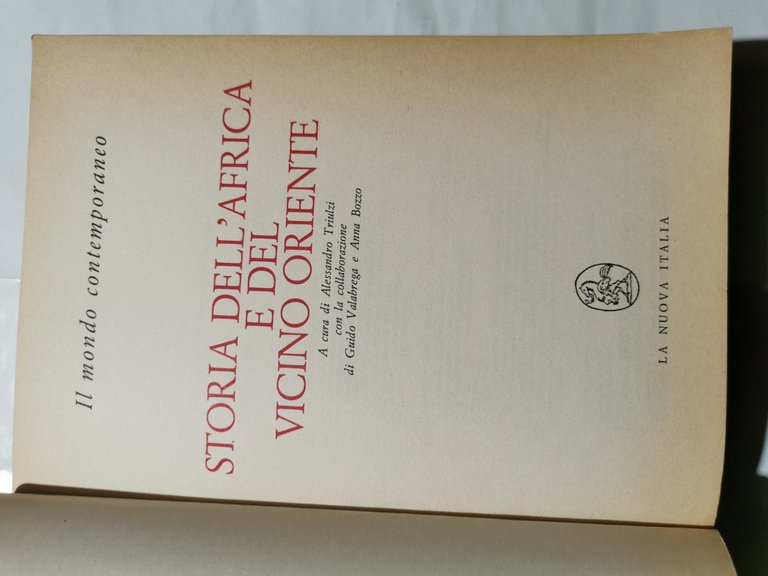 Il mondo contemporaneo
STORIA DELL'AFRICA
E DEL
VICINO ORIENTE
A cura di Alessandro Triulzi
con la collaborazione
di Guido Valabrega e Anna Bozzo
LA NUOVA ITALIA